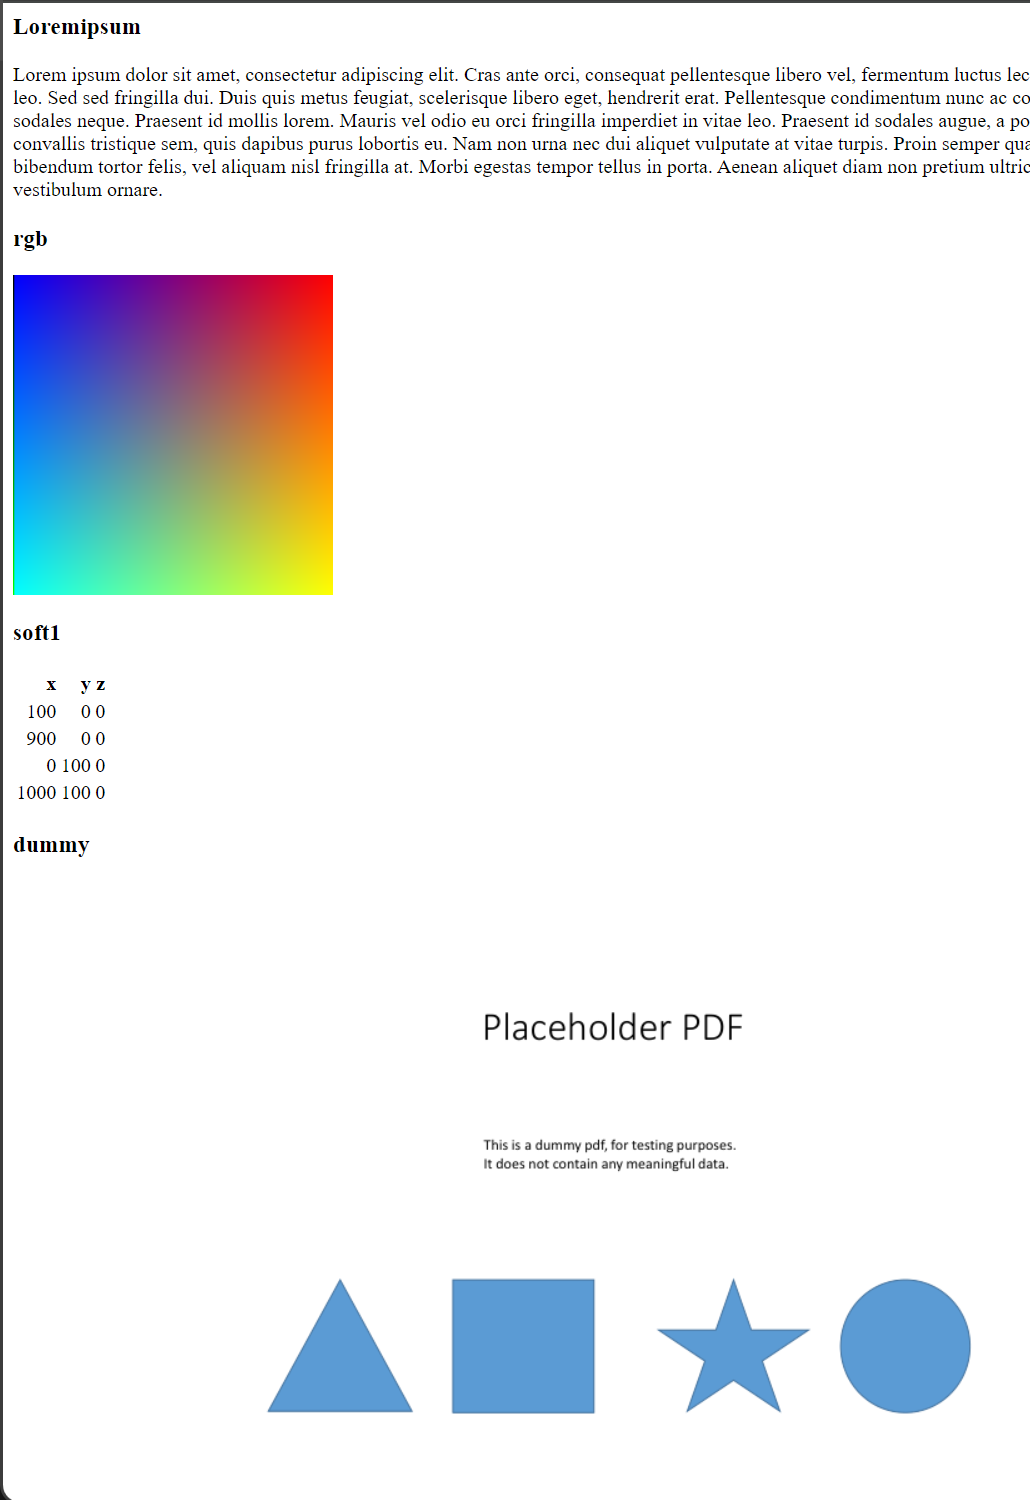 Loremipsum
Lorem ipsum dolor sit amet, consectetur adipiscing elit. Cras ante orci, consequat pellentesque libero vel, fermentum luctus lec
leo. Sed sed fringilla dui. Duis quis metus feugiat, scelerisque libero eget, hendrerit erat. Pellentesque condimentum nunc ac co
sodales neque. Praesent id mollis lorem. Mauris vel odio eu orci fringilla imperdiet in vitae leo. Praesent id sodales augue, a po
convallis tristique sem, quis dapibus purus lobortis eu. Nam non urna nec dui aliquet vulputate at vitae turpis. Proin semper qua
bibendum tortor felis, vel aliquam nisl fringilla at. Morbi egestas tempor tellus in porta. Aenean aliquet diam non pretium ultric
vestibulum ornare.
rgb
soft1
x y z
100 0 0
900 0 0
0 100 0
1000 100 0
dummy
Placeholder PDF
This is a dummy pdf, for testing purposes.
It does not contain any meaningful data.